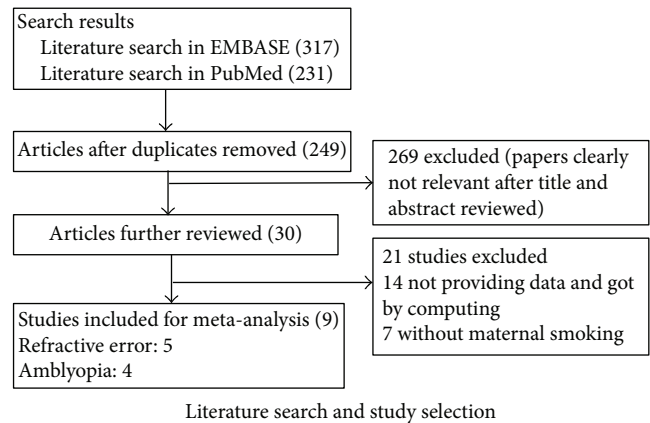 Search results
Literature search in EMBASE (317)
Literature search in PubMed (231)
Articles after duplicates removed (249)
269 excluded (papers clearly
not relevant after title and
abstract reviewed)
Articles further reviewed (30)
21 studies excluded
14 not providing data and got
by computing
7 without maternal smoking
Studies included for meta-analysis (9)
Refractive error: 5
Amblyopia: 4
Literature search and study selection